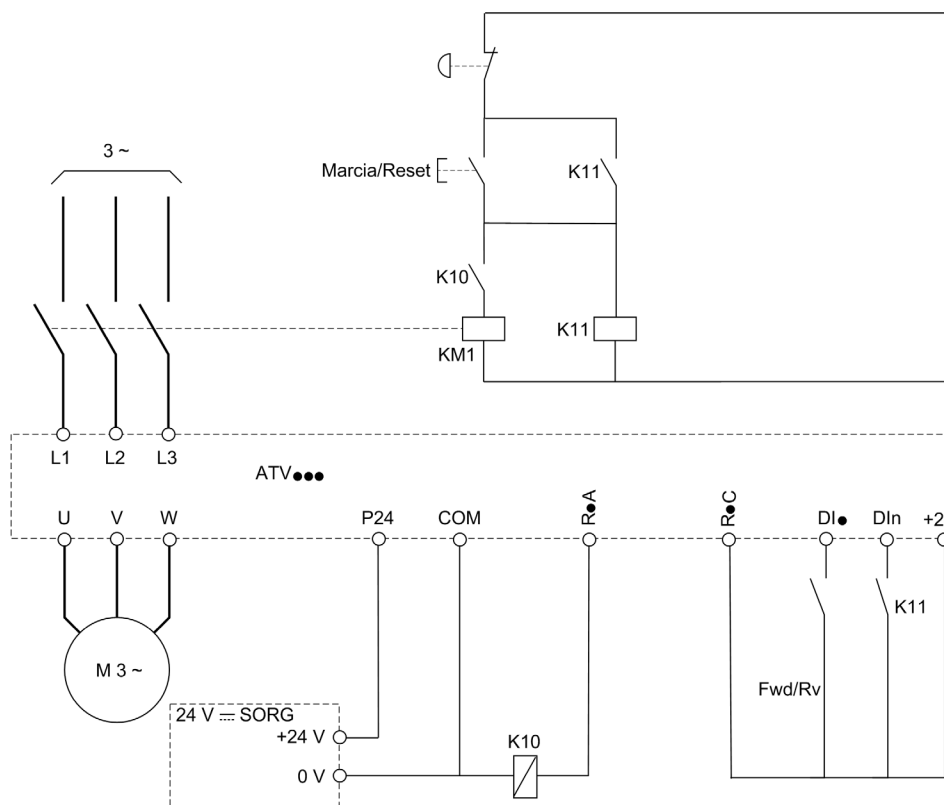 3 ~
Marcia/Reset
K11
K10
KM1
K11
L1 L2 L3
ATV●●●
U V W P24 COM R●A R●C DI● DIn +2
K11
M 3 ~
Fwd/Rv
24 V ⎓ SORG
+24 V
K10
0 V